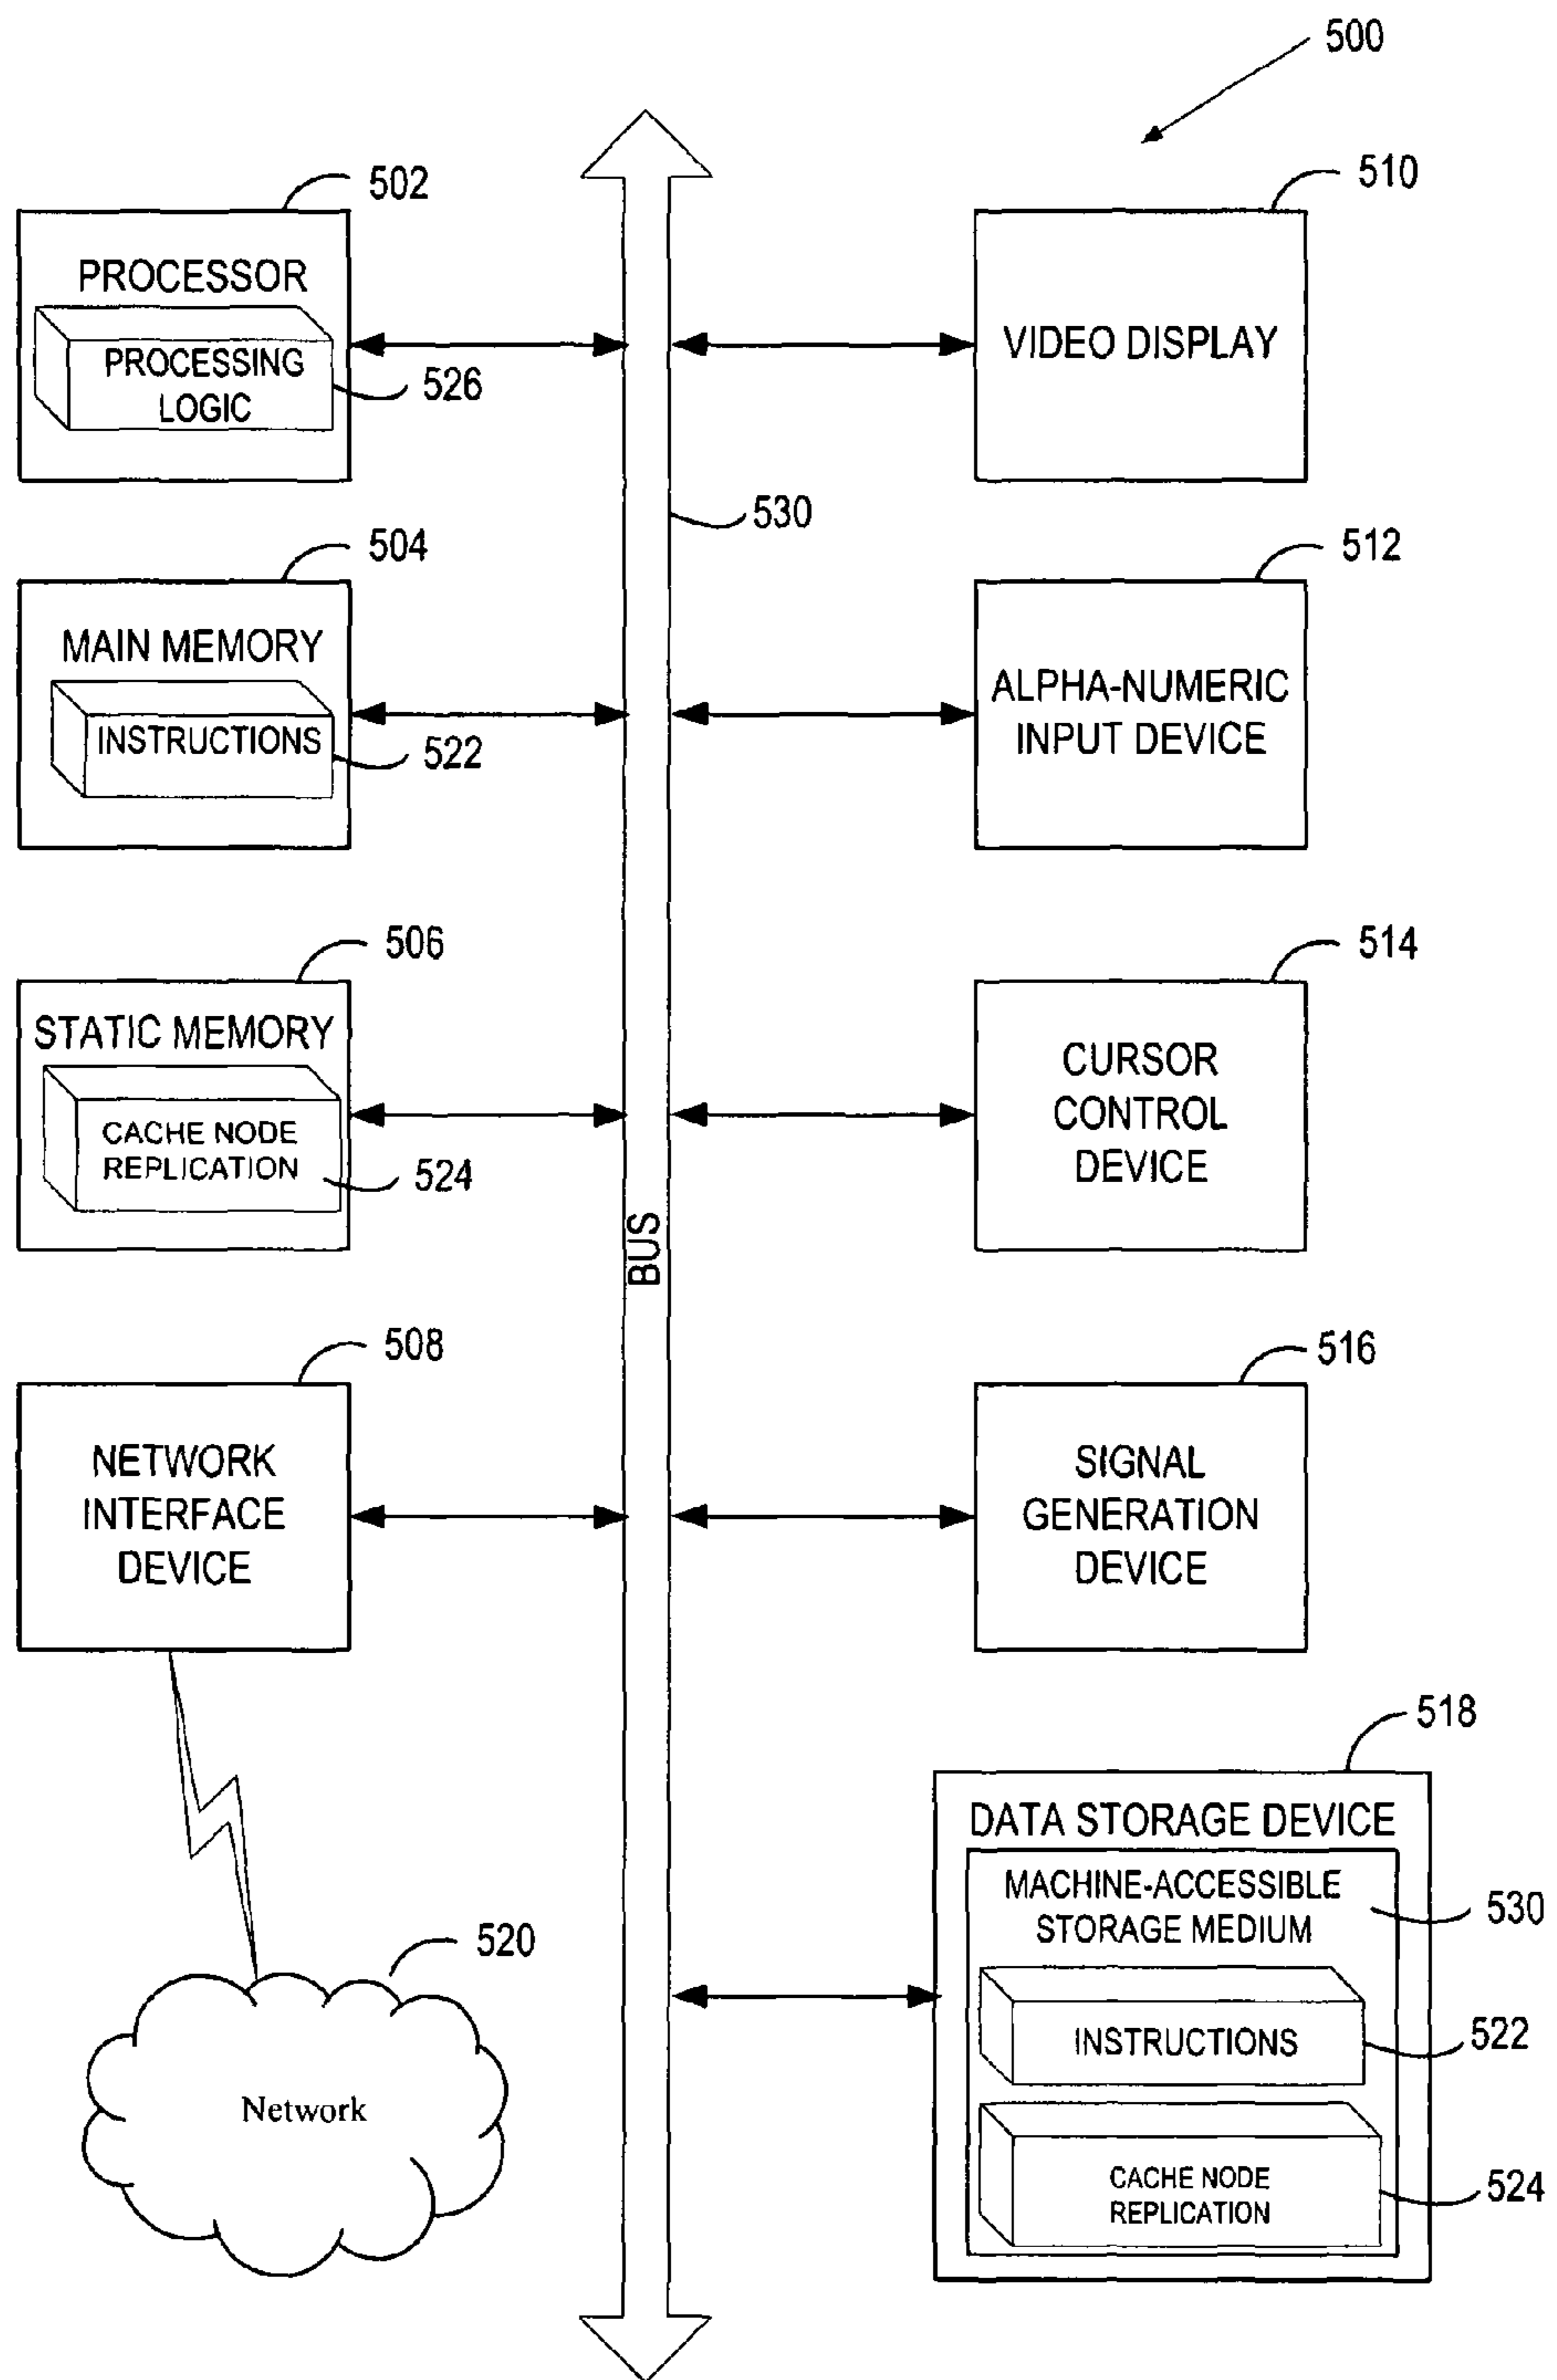 500
502
PROCESSOR
PROCESSING
LOGIC
526
510
VIDEO DISPLAY
530
504
MAIN MEMORY
INSTRUCTIONS
522
512
ALPHA-NUMERIC
INPUT DEVICE
506
STATIC MEMORY
CACHE NODE
REPLICATION
524
514
CURSOR
CONTROL
DEVICE
BUS
508
NETWORK
INTERFACE
DEVICE
516
SIGNAL
GENERATION
DEVICE
518
DATA STORAGE DEVICE
MACHINE-ACCESSIBLE
STORAGE MEDIUM
530
INSTRUCTIONS
522
CACHE NODE
REPLICATION
524
520
Network